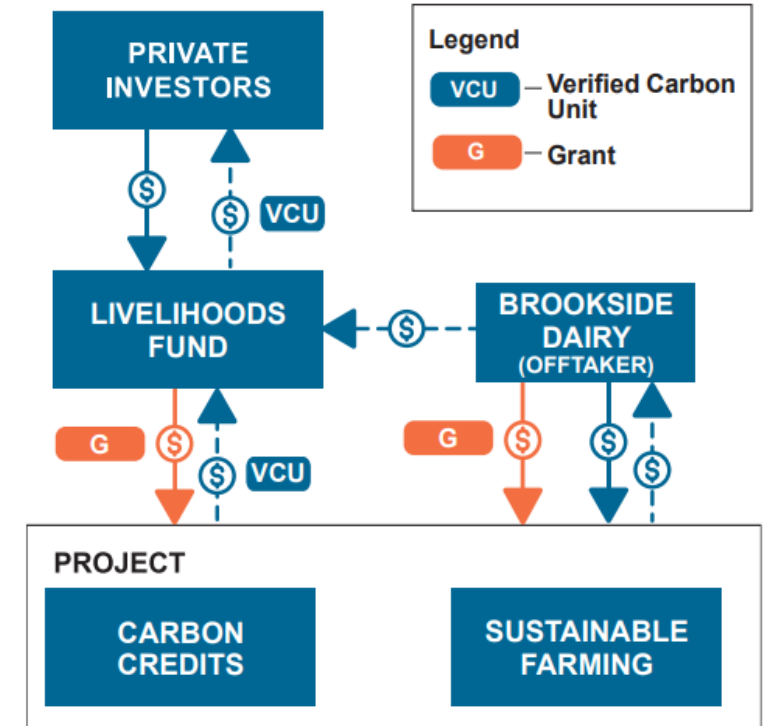 PRIVATE
INVESTORS
Legend
VCU – Verified Carbon
Unit
G – Grant
$
$ VCU
LIVELIHOODS
FUND
$
BROOKSIDE
DAIRY
(OFFTAKER)
G $
$ VCU
G $
$
$
PROJECT
CARBON
CREDITS
SUSTAINABLE
FARMING